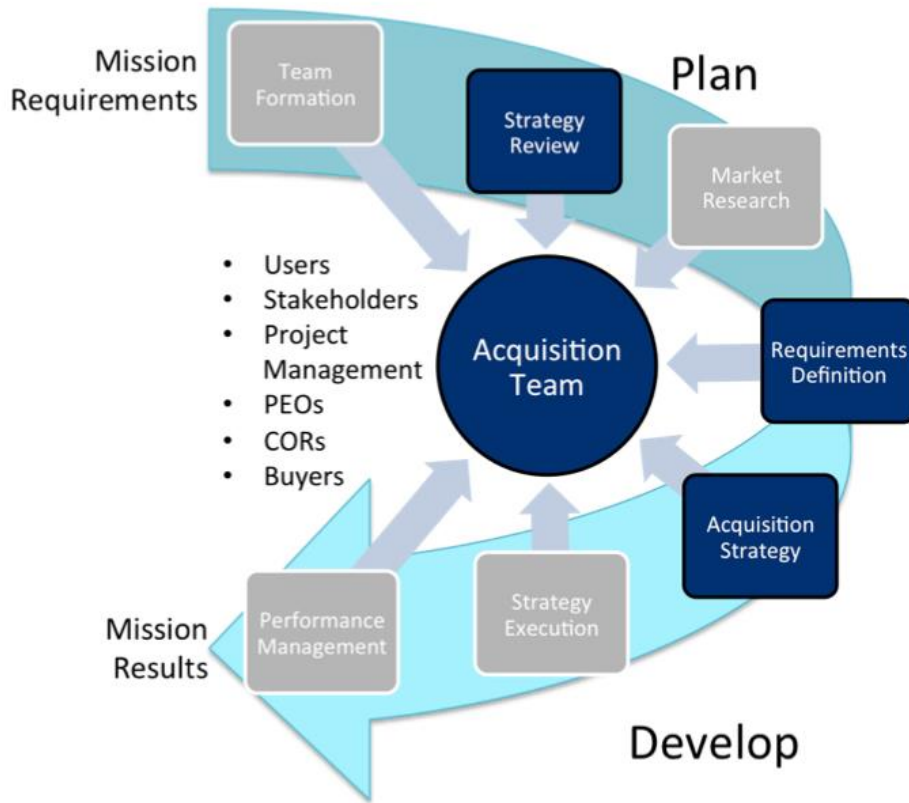 Mission
Requirements
Team
Formation
Plan
Strategy
Review
Market
Research
• Users
• Stakeholders
• Project
Management
• PEOs
• CORs
• Buyers
Acquisition
Team
Requirements
Definition
Acquisition
Strategy
Strategy
Execution
Performance
Management
Mission
Results
Develop